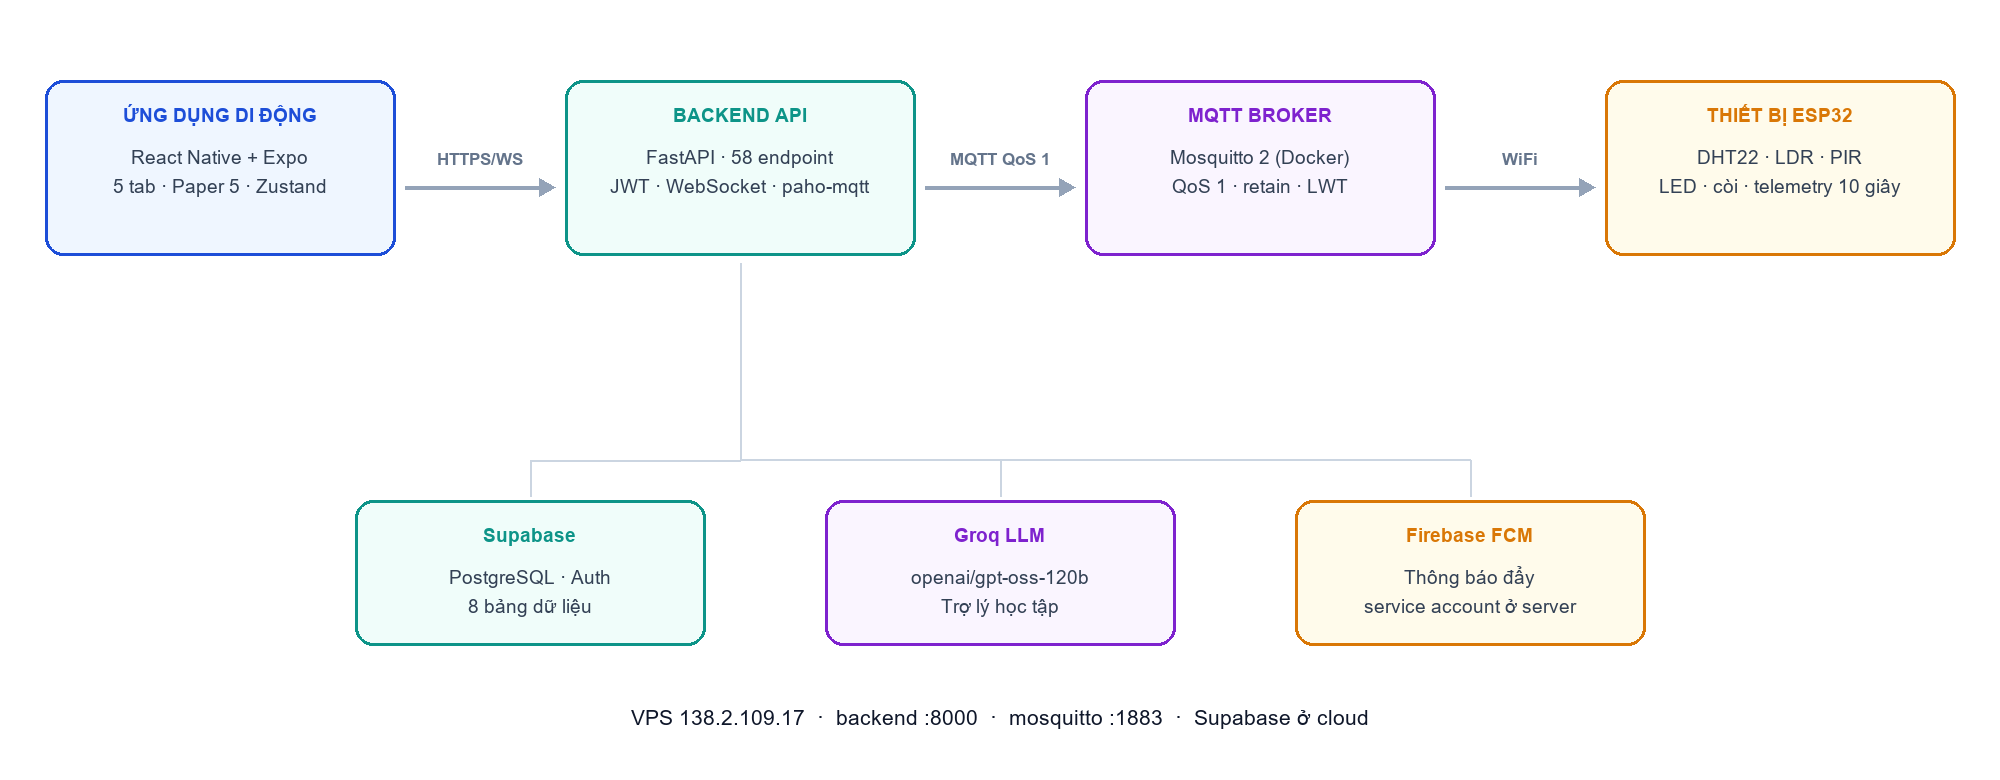 ỨNG DỤNG DI ĐỘNG
React Native + Expo
5 tab · Paper 5 · Zustand
HTTPS/WS
BACKEND API
FastAPI · 58 endpoint
JWT · WebSocket · paho-mqtt
MQTT QoS 1
MQTT BROKER
Mosquitto 2 (Docker)
QoS 1 · retain · LWT
WiFi
THIẾT BỊ ESP32
DHT22 · LDR · PIR
LED · còi · telemetry 10 giây
Supabase
PostgreSQL · Auth
8 bảng dữ liệu
Groq LLM
openai/gpt-oss-120b
Trợ lý học tập
Firebase FCM
Thông báo đẩy
service account ở server
VPS 138.2.109.17 · backend :8000 · mosquitto :1883 · Supabase ở cloud